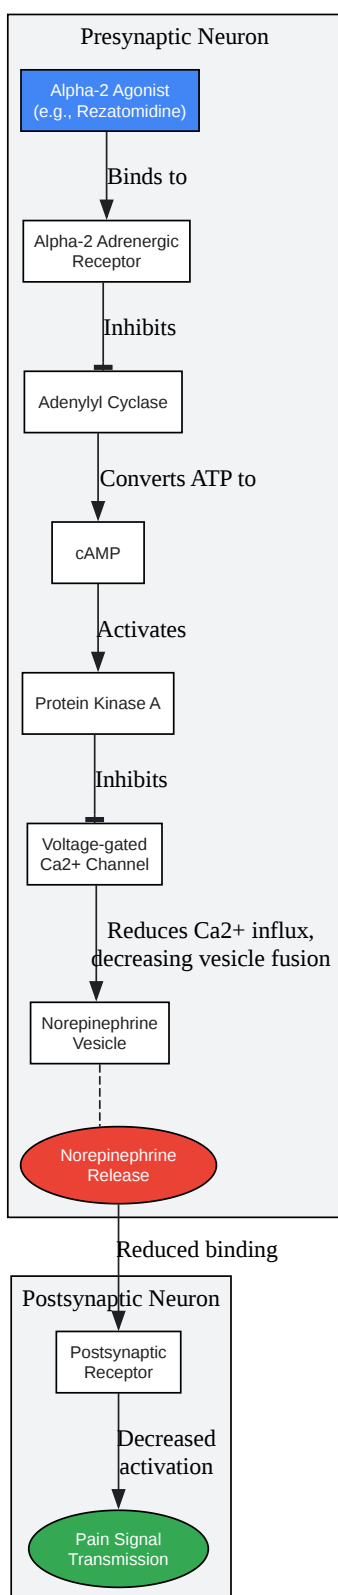 Presynaptic Neuron
Alpha-2 Agonist
(e.g., Rezatomidine)
Binds to
Alpha-2 Adrenergic
Receptor
Inhibits
Adenylyl Cyclase
Converts ATP to
cAMP
Activates
Protein Kinase A
Inhibits
Voltage-gated
Ca2+ Channel
Reduces Ca2+ influx,
decreasing vesicle fusion
Norepinephrine
Vesicle
Norepinephrine
Release
Reduced binding
Postsynaptic Neuron
Postsynaptic
Receptor
Decreased
activation
Pain Signal
Transmission